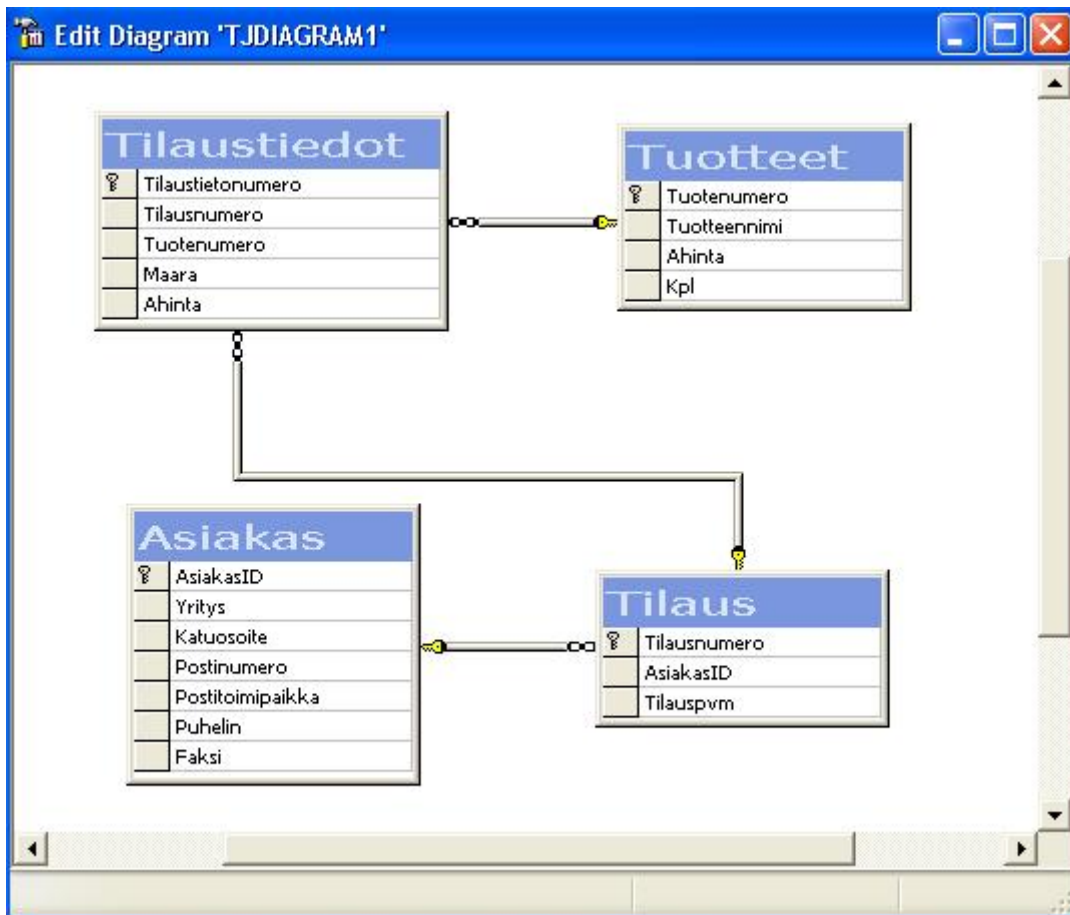 Edit Diagram 'TJDIAGRAM1'
Tilaustiedot
Tilaustietonumero
Tilausnumero
Tuotenumero
Maara
Ahinta
Tuotteet
Tuotenumero
Tuotteennimi
Ahinta
Kpl
Asiakas
AsiakasID
Yritys
Katuosoite
Postinumero
Postitoimipaikka
Puhelin
Faksi
Tilaus
Tilausnumero
AsiakasID
Tilauspvm